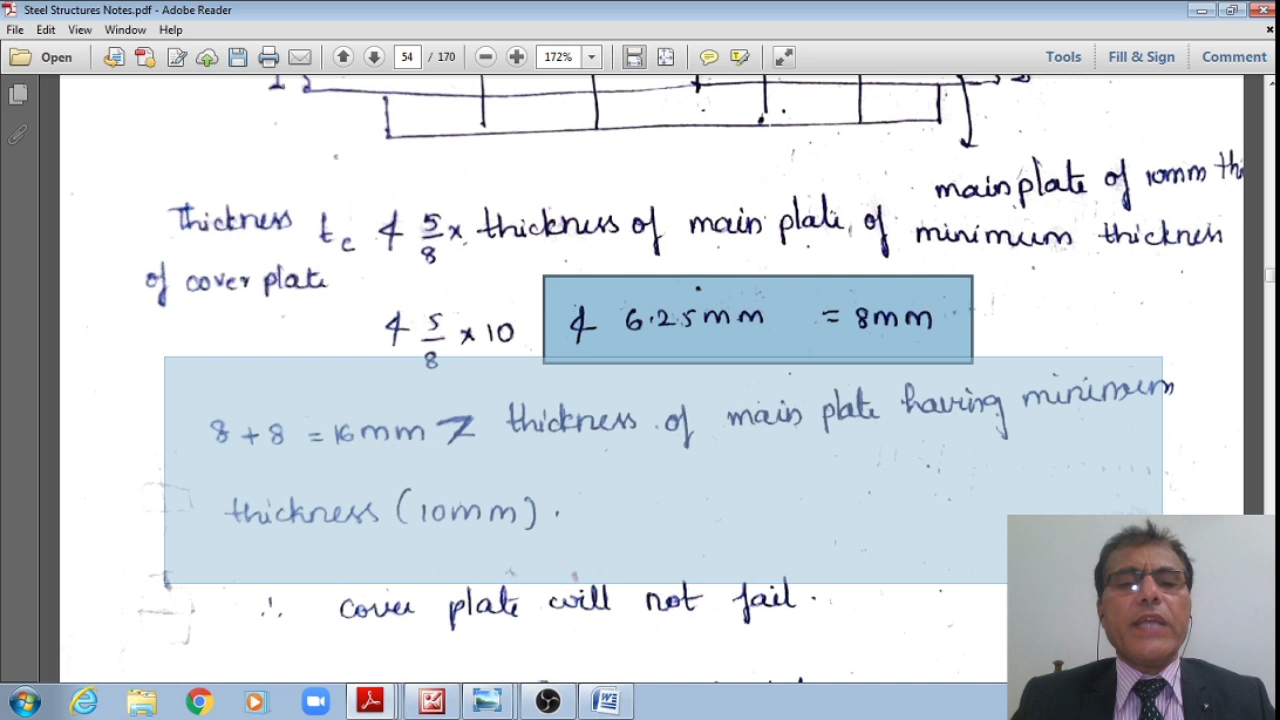 Steel Structures Notes.pdf - Adobe Reader
File Edit View Window Help
Open 54 / 170 172% Tools Fill & Sign Comment
main plate of 10mm thi
thickness tc ≮ 5/8 x thickness of main plate of minimum thickness
of cover plate
≮ 5/8 x 10 ≮ 6.25mm = 8mm
8 + 8 = 16mm > thickness of main plate having minimum
thickness (10mm).
∴ cover plate will not fail.